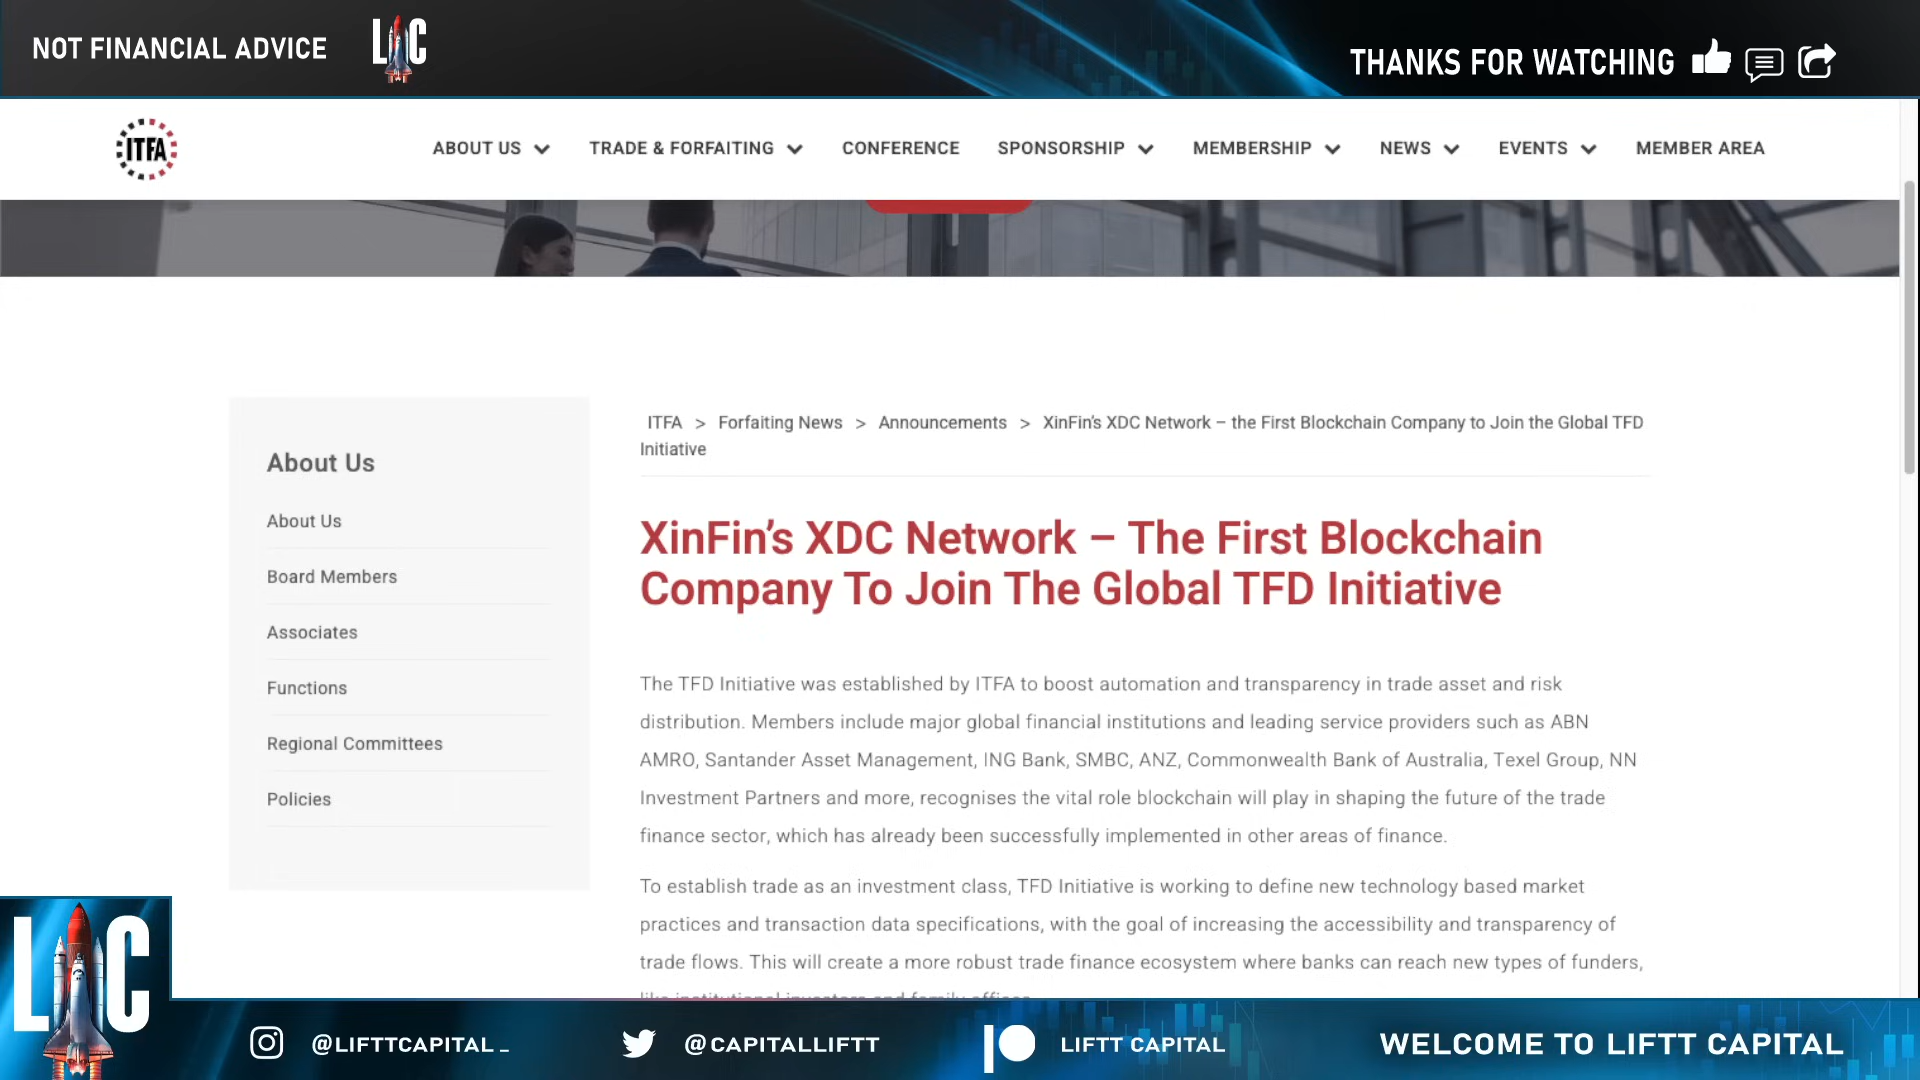 NOT FINANCIAL ADVICE
LC
THANKS FOR WATCHING
ITFA
ABOUT US
TRADE & FORFAITING
CONFERENCE
SPONSORSHIP
MEMBERSHIP
NEWS
EVENTS
MEMBER AREA
About Us
About Us
Board Members
Associates
Functions
Regional Committees
Policies
ITFA > Forfaiting News > Announcements > XinFin's XDC Network – the First Blockchain Company to Join the Global TFD
Initiative
XinFin's XDC Network – The First Blockchain
Company To Join The Global TFD Initiative
The TFD Initiative was established by ITFA to boost automation and transparency in trade asset and risk
distribution. Members include major global financial institutions and leading service providers such as ABN
AMRO, Santander Asset Management, ING Bank, SMBC, ANZ, Commonwealth Bank of Australia, Texel Group, NN
Investment Partners and more, recognises the vital role blockchain will play in shaping the future of the trade
finance sector, which has already been successfully implemented in other areas of finance.
To establish trade as an investment class, TFD Initiative is working to define new technology based market
practices and transaction data specifications, with the goal of increasing the accessibility and transparency of
trade flows. This will create a more robust trade finance ecosystem where banks can reach new types of funders,
like institutional investors and family offices.
LC
@LIFTTCAPITAL_
@CAPITALLIFTT
LIFTT CAPITAL
WELCOME TO LIFTT CAPITAL